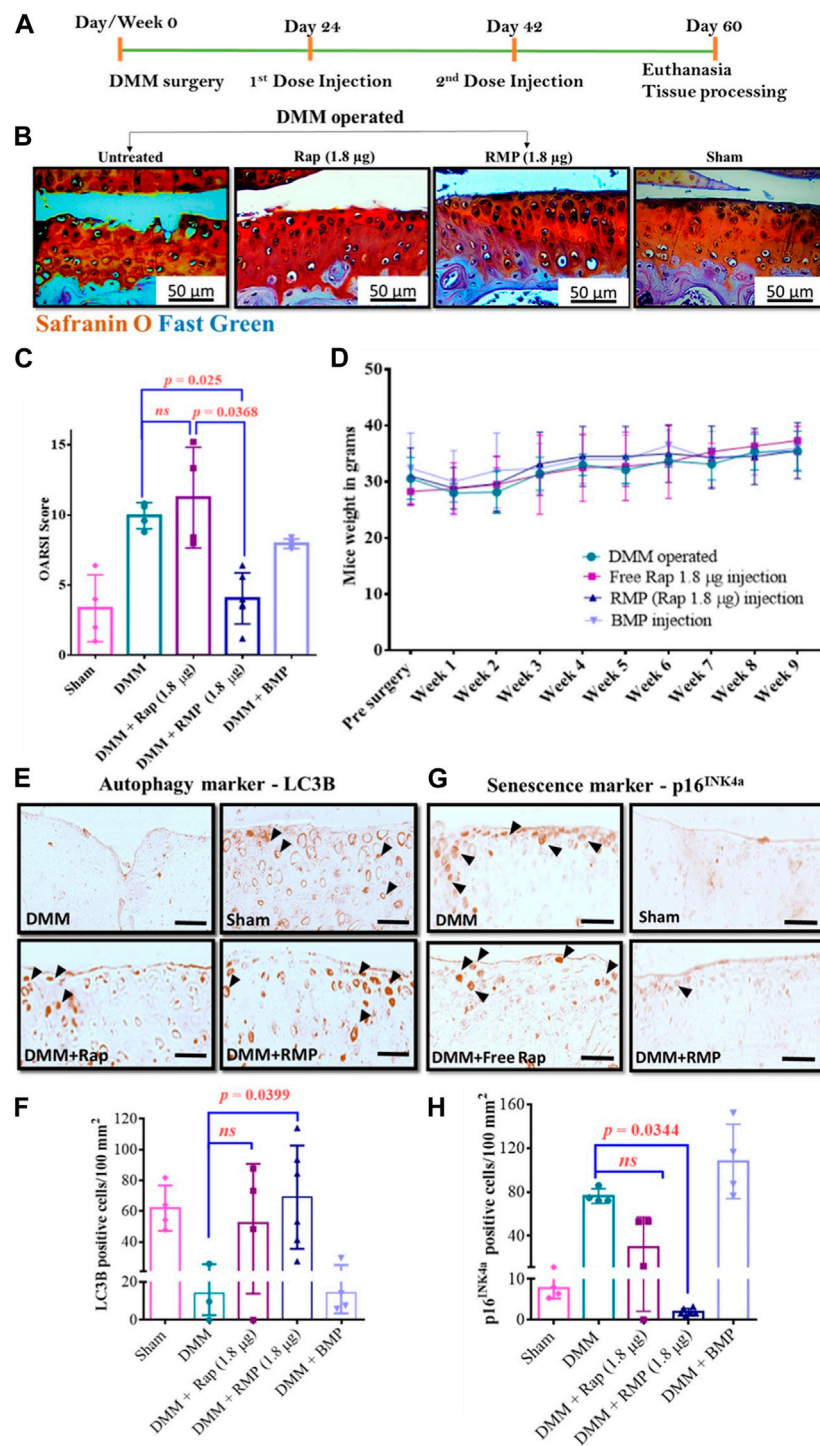 A
Day/Week 0
Day 24
Day 42
Day 60
DMM surgery
1st Dose Injection
2nd Dose Injection
Euthanasia
Tissue processing
DMM operated
B
Untreated
Rap (1.8 µg)
RMP (1.8 µg)
Sham
50 µm
50 µm
50 µm
50 µm
Safranin O Fast Green
C
p = 0.025
ns
p = 0.0368
OARSI Score
15
10
5
0
Sham
DMM
DMM + Rap (1.8 µg)
DMM + RMP (1.8 µg)
DMM + BMP
D
Mice weight in grams
50
40
30
20
10
0
DMM operated
Free Rap 1.8 µg injection
RMP (Rap 1.8 µg) injection
BMP injection
Pre surgery
Week 1
Week 2
Week 3
Week 4
Week 5
Week 6
Week 7
Week 8
Week 9
E
Autophagy marker - LC3B
DMM
Sham
DMM+Rap
DMM+RMP
G
Senescence marker - p16INK4a
DMM
Sham
DMM+Free Rap
DMM+RMP
F
p = 0.0399
ns
LC3B positive cells/100 mm2
120
100
80
60
40
20
0
Sham
DMM
DMM + Rap (1.8 µg)
DMM + RMP (1.8 µg)
DMM + BMP
H
p = 0.0344
ns
p16INK4a positive cells/100 mm2
160
120
80
40
10
0
Sham
DMM
DMM + Rap (1.8 µg)
DMM + RMP (1.8 µg)
DMM + BMP